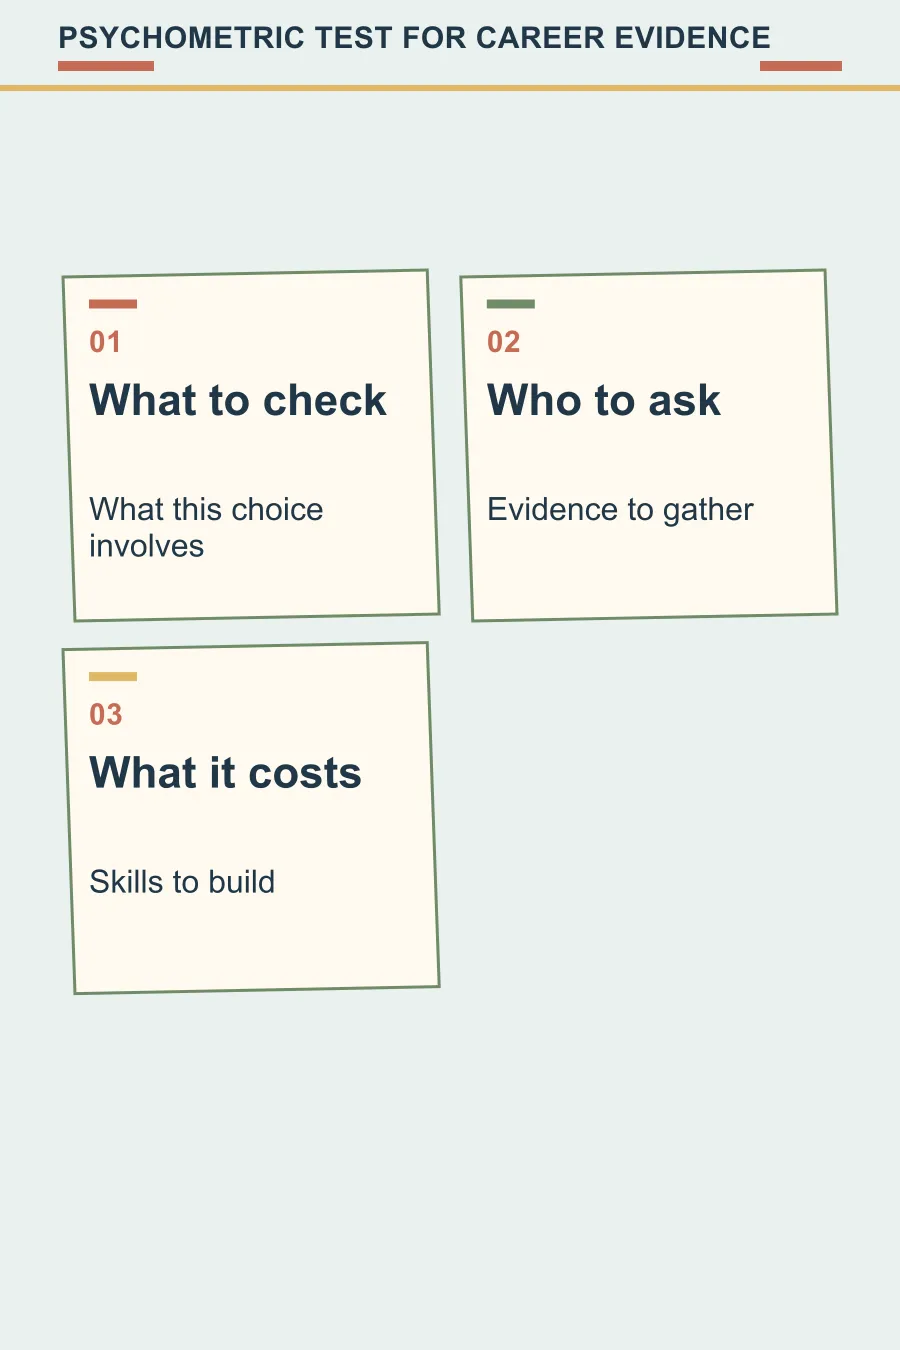 PSYCHOMETRIC TEST FOR CAREER EVIDENCE
01
What to check
What this choice
involves
02
Who to ask
Evidence to gather
03
What it costs
Skills to build